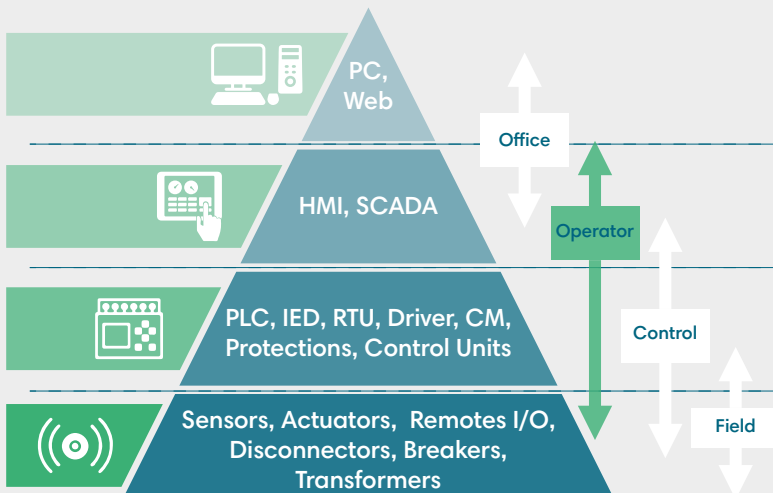 PC,
Web
Office
HMI, SCADA
Operator
PLC, IED, RTU, Driver, CM,
Protections, Control Units
Control
Sensors, Actuators, Remotes I/O,
Disconnectors, Breakers,
Transformers
Field